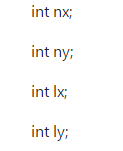 int nx;
int ny;
int lx;
int ly;